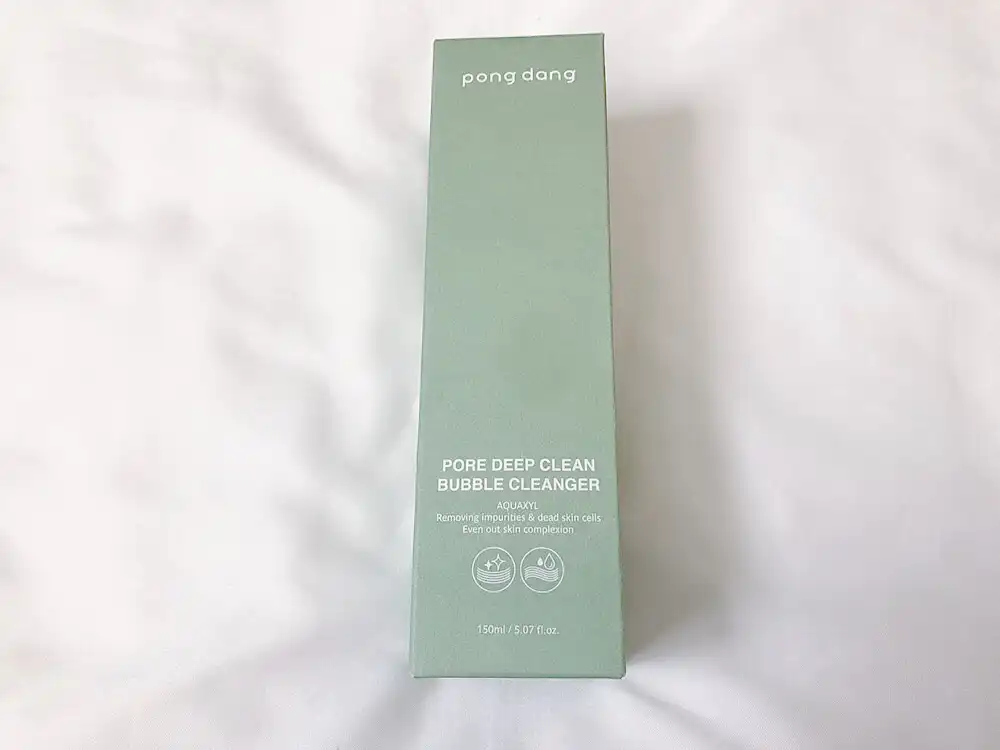 pong dang
PORE DEEP CLEAN
BUBBLE CLEANGER
AQUAXYL
Removing impurities & dead skin cells
Even out skin complexion
150ml / 5.07 fl.oz.